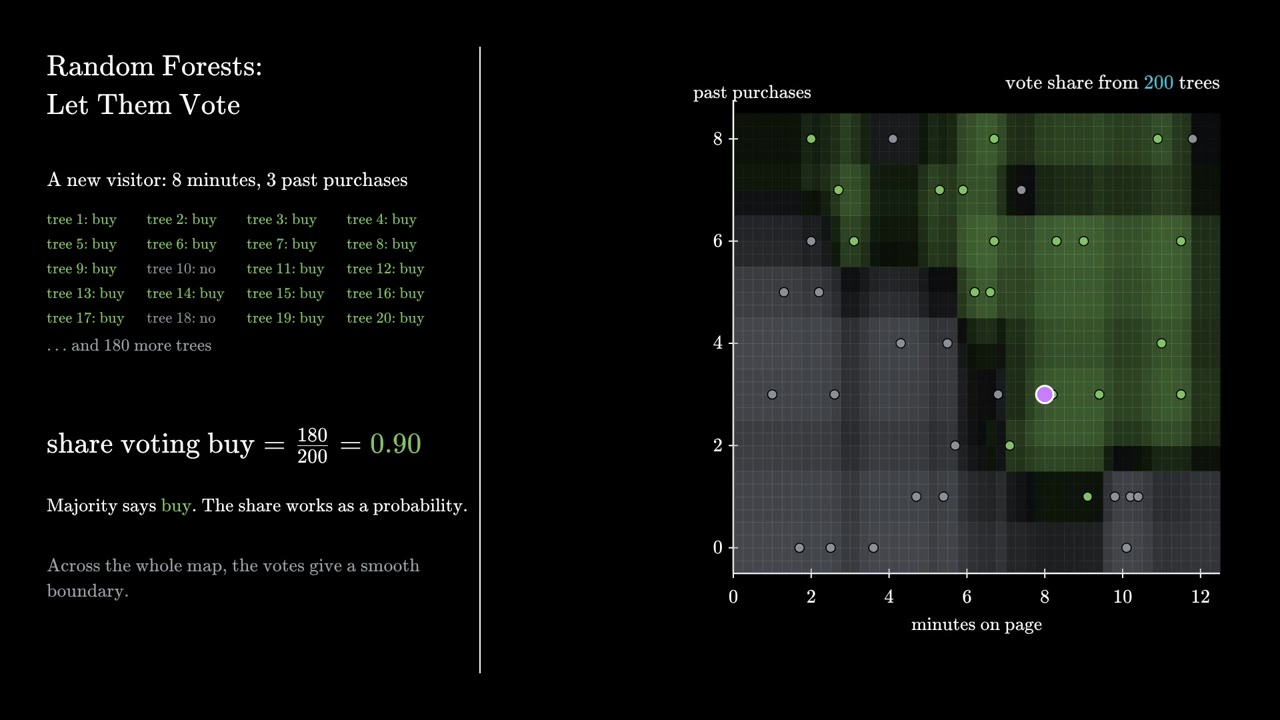 Random Forests:
Let Them Vote
A new visitor: 8 minutes, 3 past purchases
tree 1: buy tree 2: buy tree 3: buy tree 4: buy
tree 5: buy tree 6: buy tree 7: buy tree 8: buy
tree 9: buy tree 10: no tree 11: buy tree 12: buy
tree 13: buy tree 14: buy tree 15: buy tree 16: buy
tree 17: buy tree 18: no tree 19: buy tree 20: buy
... and 180 more trees
share voting buy = 180/200 = 0.90
Majority says buy. The share works as a probability.
Across the whole map, the votes give a smooth
boundary.
vote share from 200 trees
past purchases
8
6
4
2
0
0 2 4 6 8 10 12
minutes on page